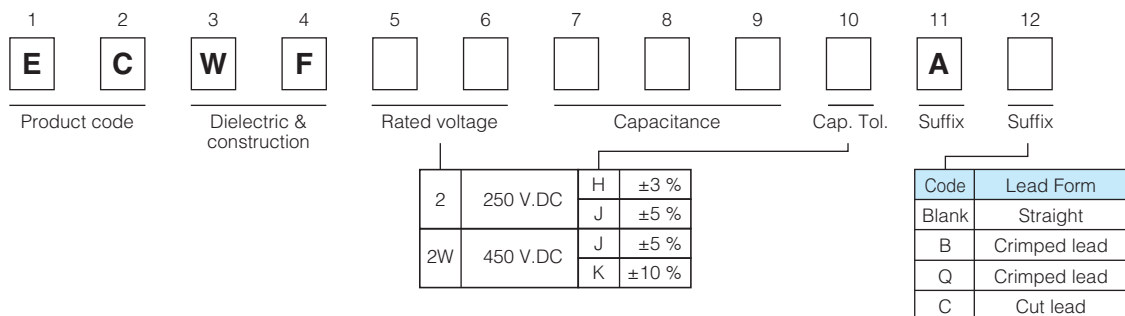 1 2 3 4 5 6 7 8 9 10 11 12
E C W F A
Product code Dielectric & Rated voltage Capacitance Cap. Tol. Suffix Suffix
construction
2 250 V.DC H ±3 %
J ±5 %
2W 450 V.DC J ±5 %
K ±10 %
Code Lead Form
Blank Straight
B Crimped lead
Q Crimped lead
C Cut lead